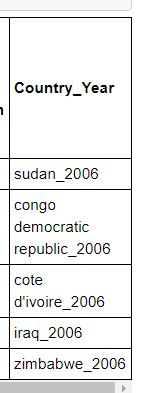 n
Country_Year
sudan_2006
congo
democratic
republic_2006
cote
d'ivoire_2006
iraq_2006
zimbabwe_2006